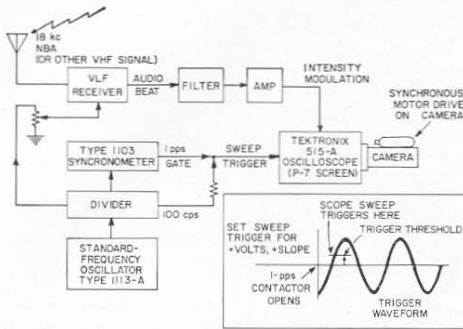 18 kc
NBA
(OR OTHER VHF SIGNAL)
VLF
RECEIVER
AUDIO
BEAT
FILTER
AMP
INTENSITY
MODULATION
SYNCHRONOUS
MOTOR DRIVE
ON CAMERA
TYPE 1103
SYNCRONOMETER
1 pps
GATE
SWEEP
TRIGGER
TEKTRONIX
515-A
OSCILLOSCOPE
(P-7 SCREEN)
CAMERA
DIVIDER
100 cps
STANDARD-
FREQUENCY
OSCILLATOR
TYPE 1113-A
SCOPE SWEEP
TRIGGERS HERE
SET SWEEP
TRIGGER FOR
+VOLTS, +SLOPE
TRIGGER THRESHOLD
1-pps
CONTACTOR
OPENS
TRIGGER
WAVEFORM